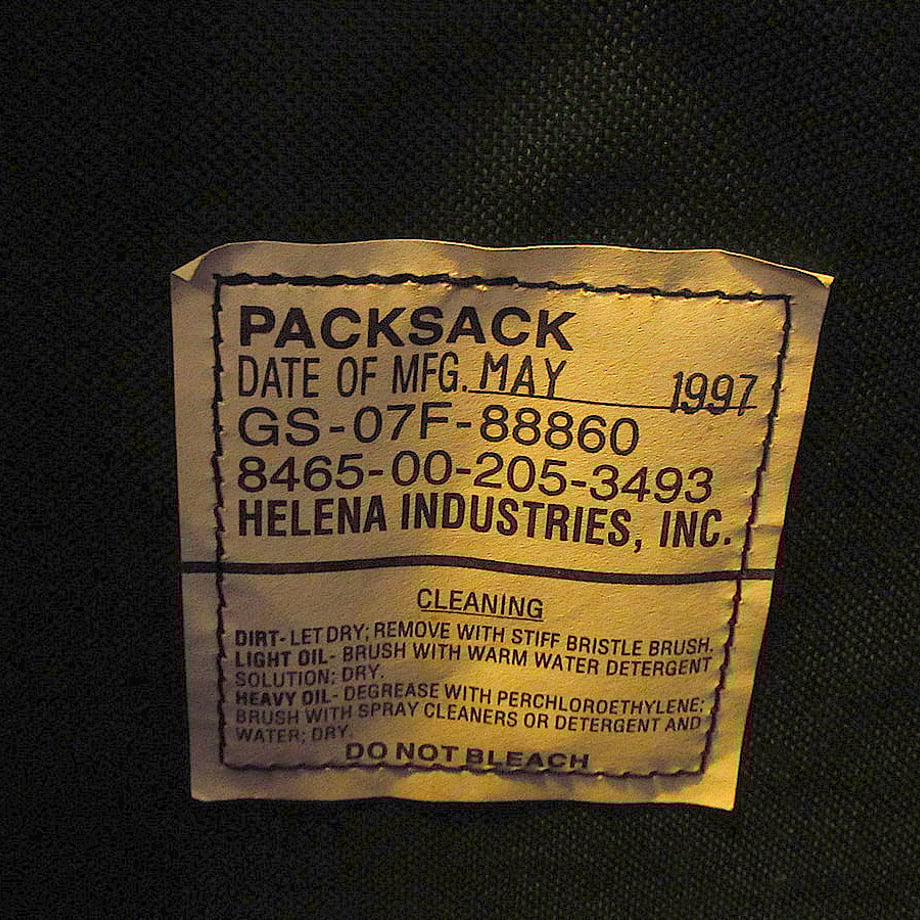 PACKSACK
DATE OF MFG. MAY 1997
GS-07F-88860
8465-00-205-3493
HELENA INDUSTRIES, INC.
CLEANING
DIRT- LET DRY; REMOVE WITH STIFF BRISTLE BRUSH.
LIGHT OIL- BRUSH WITH WARM WATER DETERGENT
SOLUTION; DRY.
HEAVY OIL- DEGREASE WITH PERCHLOROETHYLENE;
BRUSH WITH SPRAY CLEANERS OR DETERGENT AND
WATER; DRY.
DO NOT BLEACH